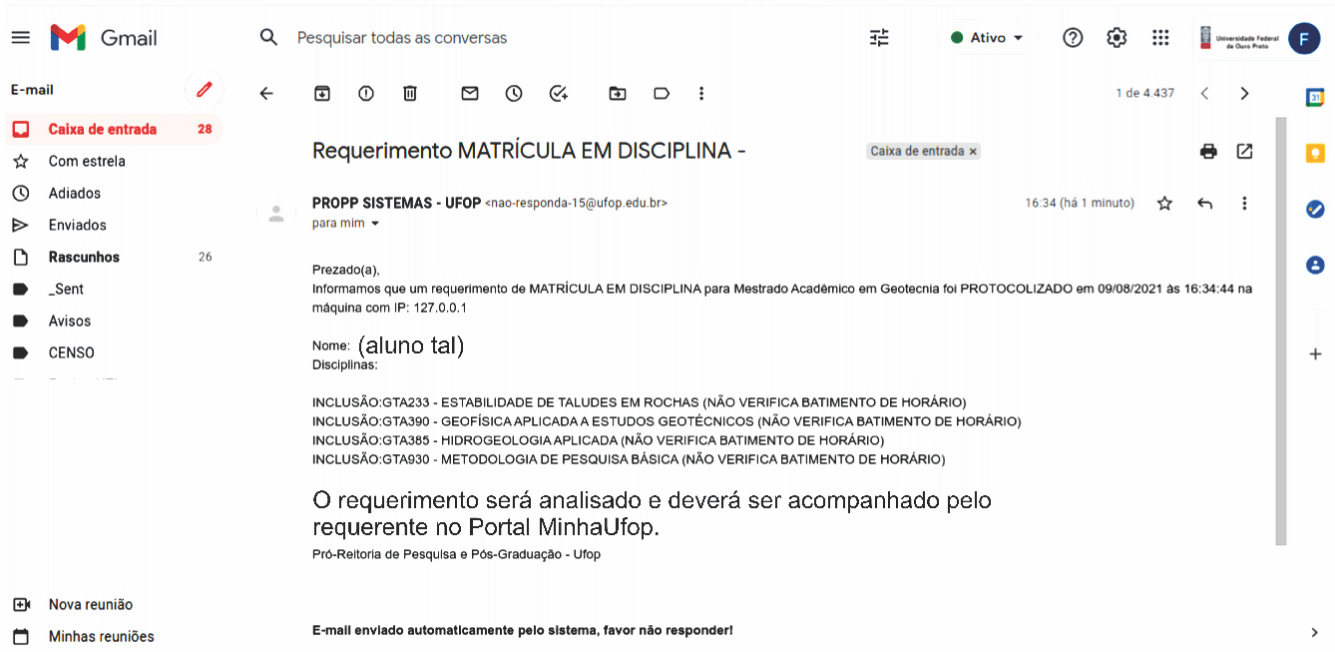 Gmail
Pesquisar todas as conversas
Ativo
Universidade Federal
de Ouro Preto
F
E-mail
1 de 4.437
31
Caixa de entrada 28
Com estrela
Adiados
Enviados
Rascunhos 26
_Sent
Avisos
CENSO
Nova reunião
Minhas reuniões
Requerimento MATRÍCULA EM DISCIPLINA -
Caixa de entrada ×
PROPP SISTEMAS - UFOP <nao-responda-15@ufop.edu.br>
16:34 (há 1 minuto)
para mim
Prezado(a),
Informamos que um requerimento de MATRÍCULA EM DISCIPLINA para Mestrado Acadêmico em Geotecnia foi PROTOCOLIZADO em 09/08/2021 às 16:34:44 na
máquina com IP: 127.0.0.1
Nome: (aluno tal)
Disciplinas:
INCLUSÃO:GTA233 - ESTABILIDADE DE TALUDES EM ROCHAS (NÃO VERIFICA BATIMENTO DE HORÁRIO)
INCLUSÃO:GTA390 - GEOFÍSICA APLICADA A ESTUDOS GEOTÉCNICOS (NÃO VERIFICA BATIMENTO DE HORÁRIO)
INCLUSÃO:GTA385 - HIDROGEOLOGIA APLICADA (NÃO VERIFICA BATIMENTO DE HORÁRIO)
INCLUSÃO:GTA930 - METODOLOGIA DE PESQUISA BÁSICA (NÃO VERIFICA BATIMENTO DE HORÁRIO)
O requerimento será analisado e deverá ser acompanhado pelo
requerente no Portal MinhaUfop.
Pró-Reitoria de Pesquisa e Pós-Graduação - Ufop
E-mail enviado automaticamente pelo sistema, favor não responder!